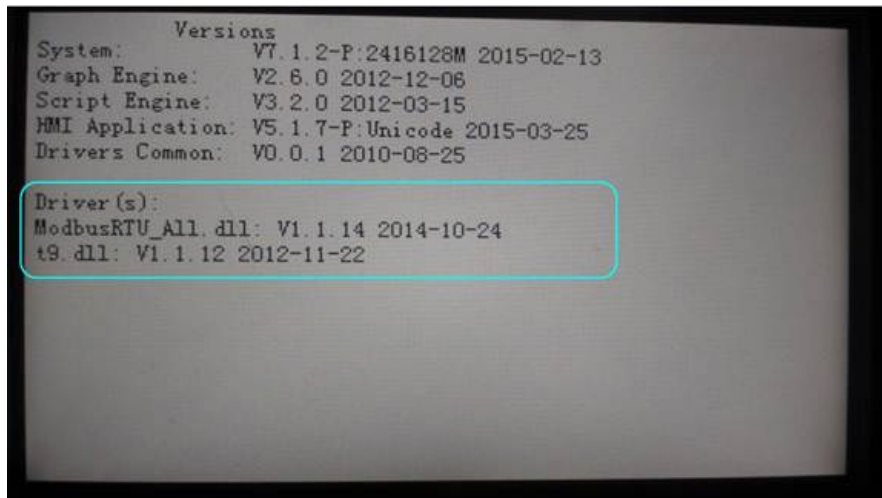 Versions
System: V7.1.2-P:2416128M 2015-02-13
Graph Engine: V2.6.0 2012-12-06
Script Engine: V3.2.0 2012-03-15
HMI Application: V5.1.7-P:Unicode 2015-03-25
Drivers Common: V0.0.1 2010-08-25
Driver(s):
ModbusRTU_All.dll: V1.1.14 2014-10-24
t9.dll: V1.1.12 2012-11-22